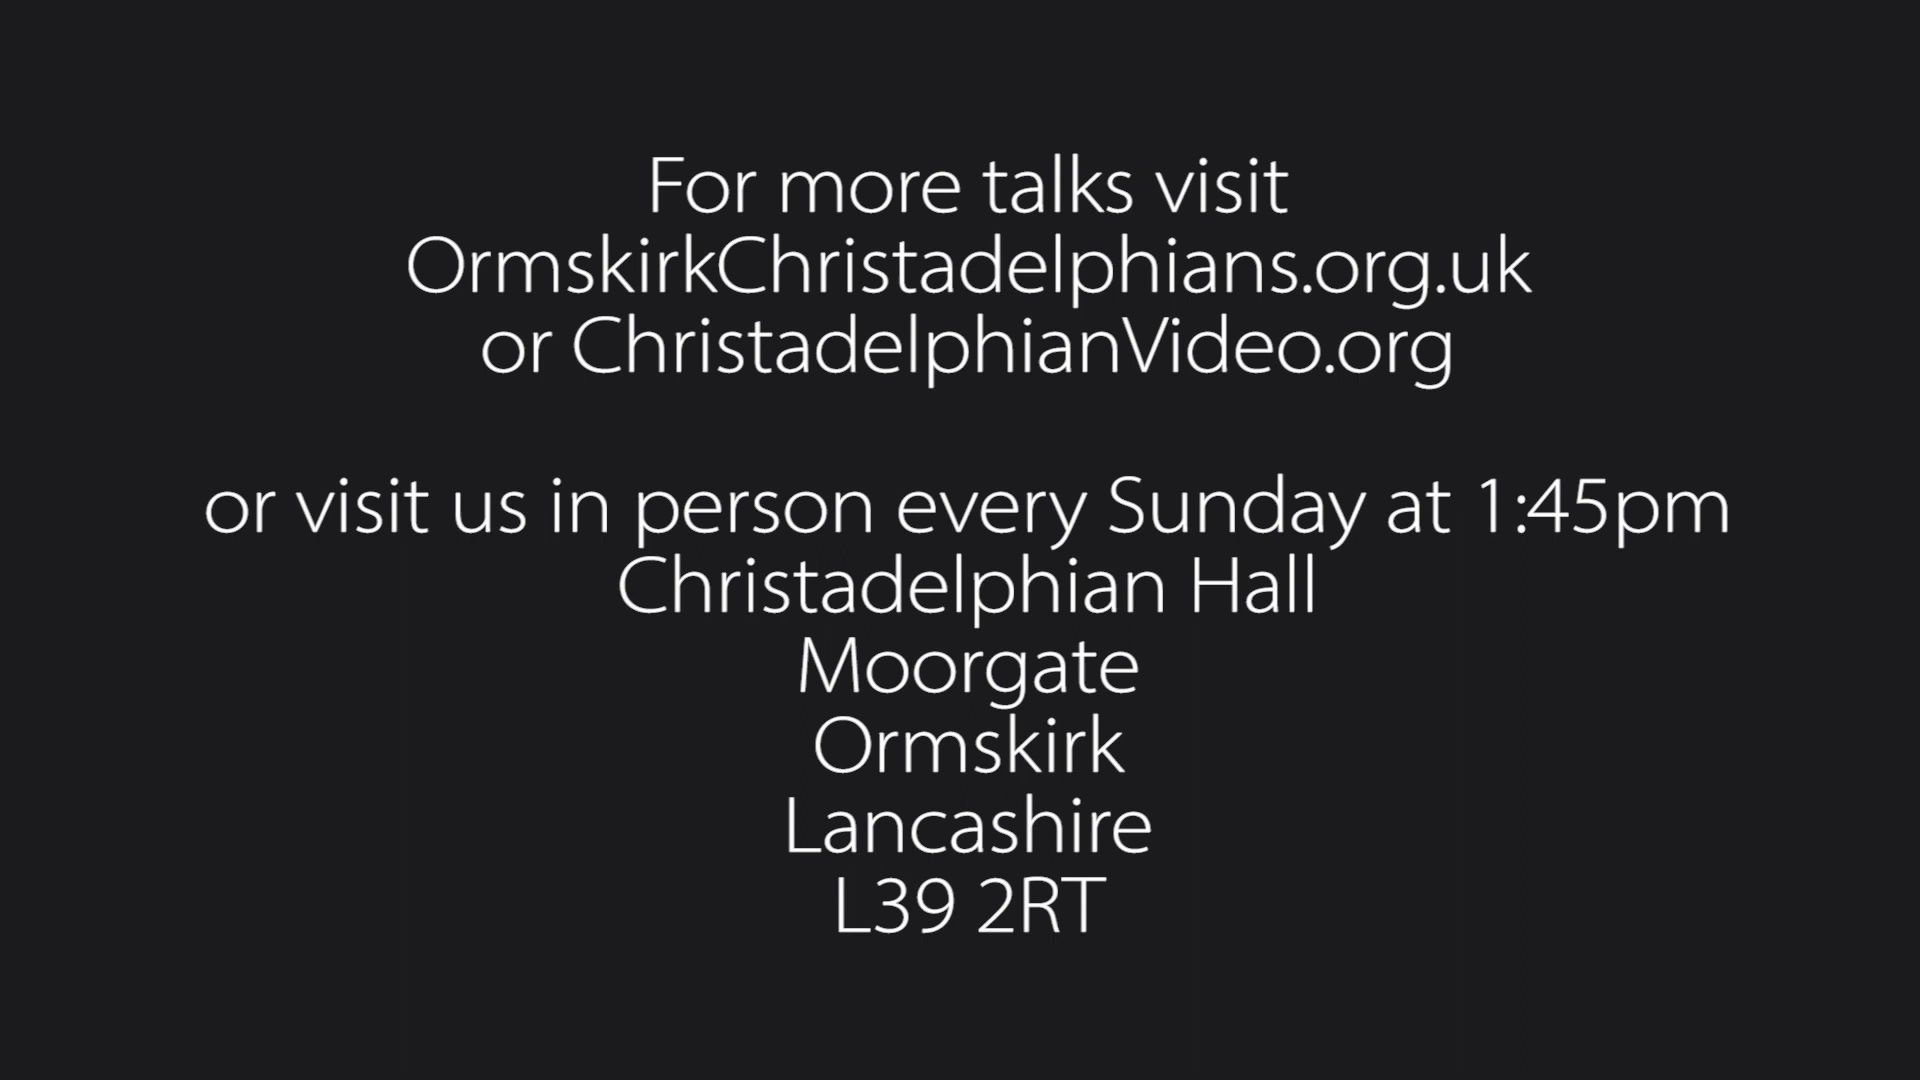 For more talks visit
OrmskirkChristadelphians.org.uk
or ChristadelphianVideo.org
or visit us in person every Sunday at 1:45pm
Christadelphian Hall
Moorgate
Ormskirk
Lancashire
L39 2RT